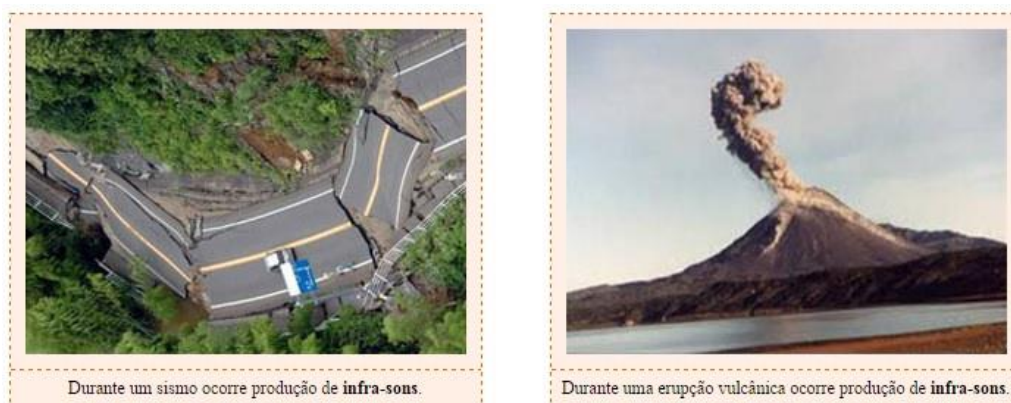 Durante um sismo ocorre produção de infra-sons.
Durante uma erupção vulcânica ocorre produção de infra-sons.